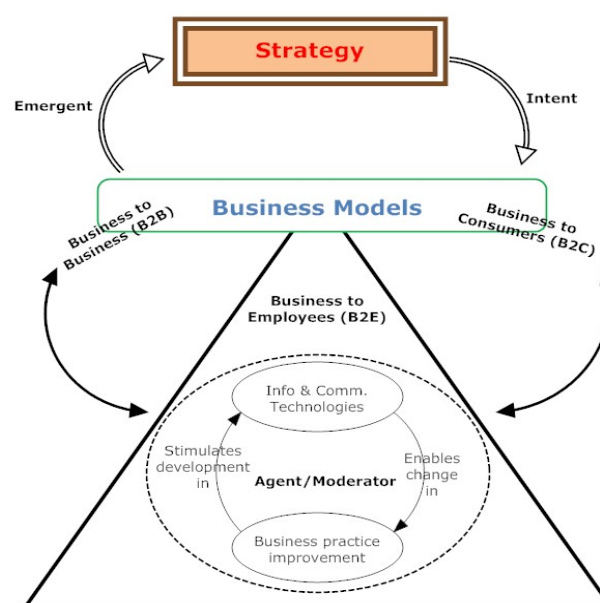 Strategy
Emergent
Intent
Business Models
Business to
Business (B2B)
Business to
Consumers (B2C)
Business to
Employees (B2E)
Info & Comm.
Technologies
Stimulates
development
in
Agent/Moderator
Enables
change
in
Business practice
improvement